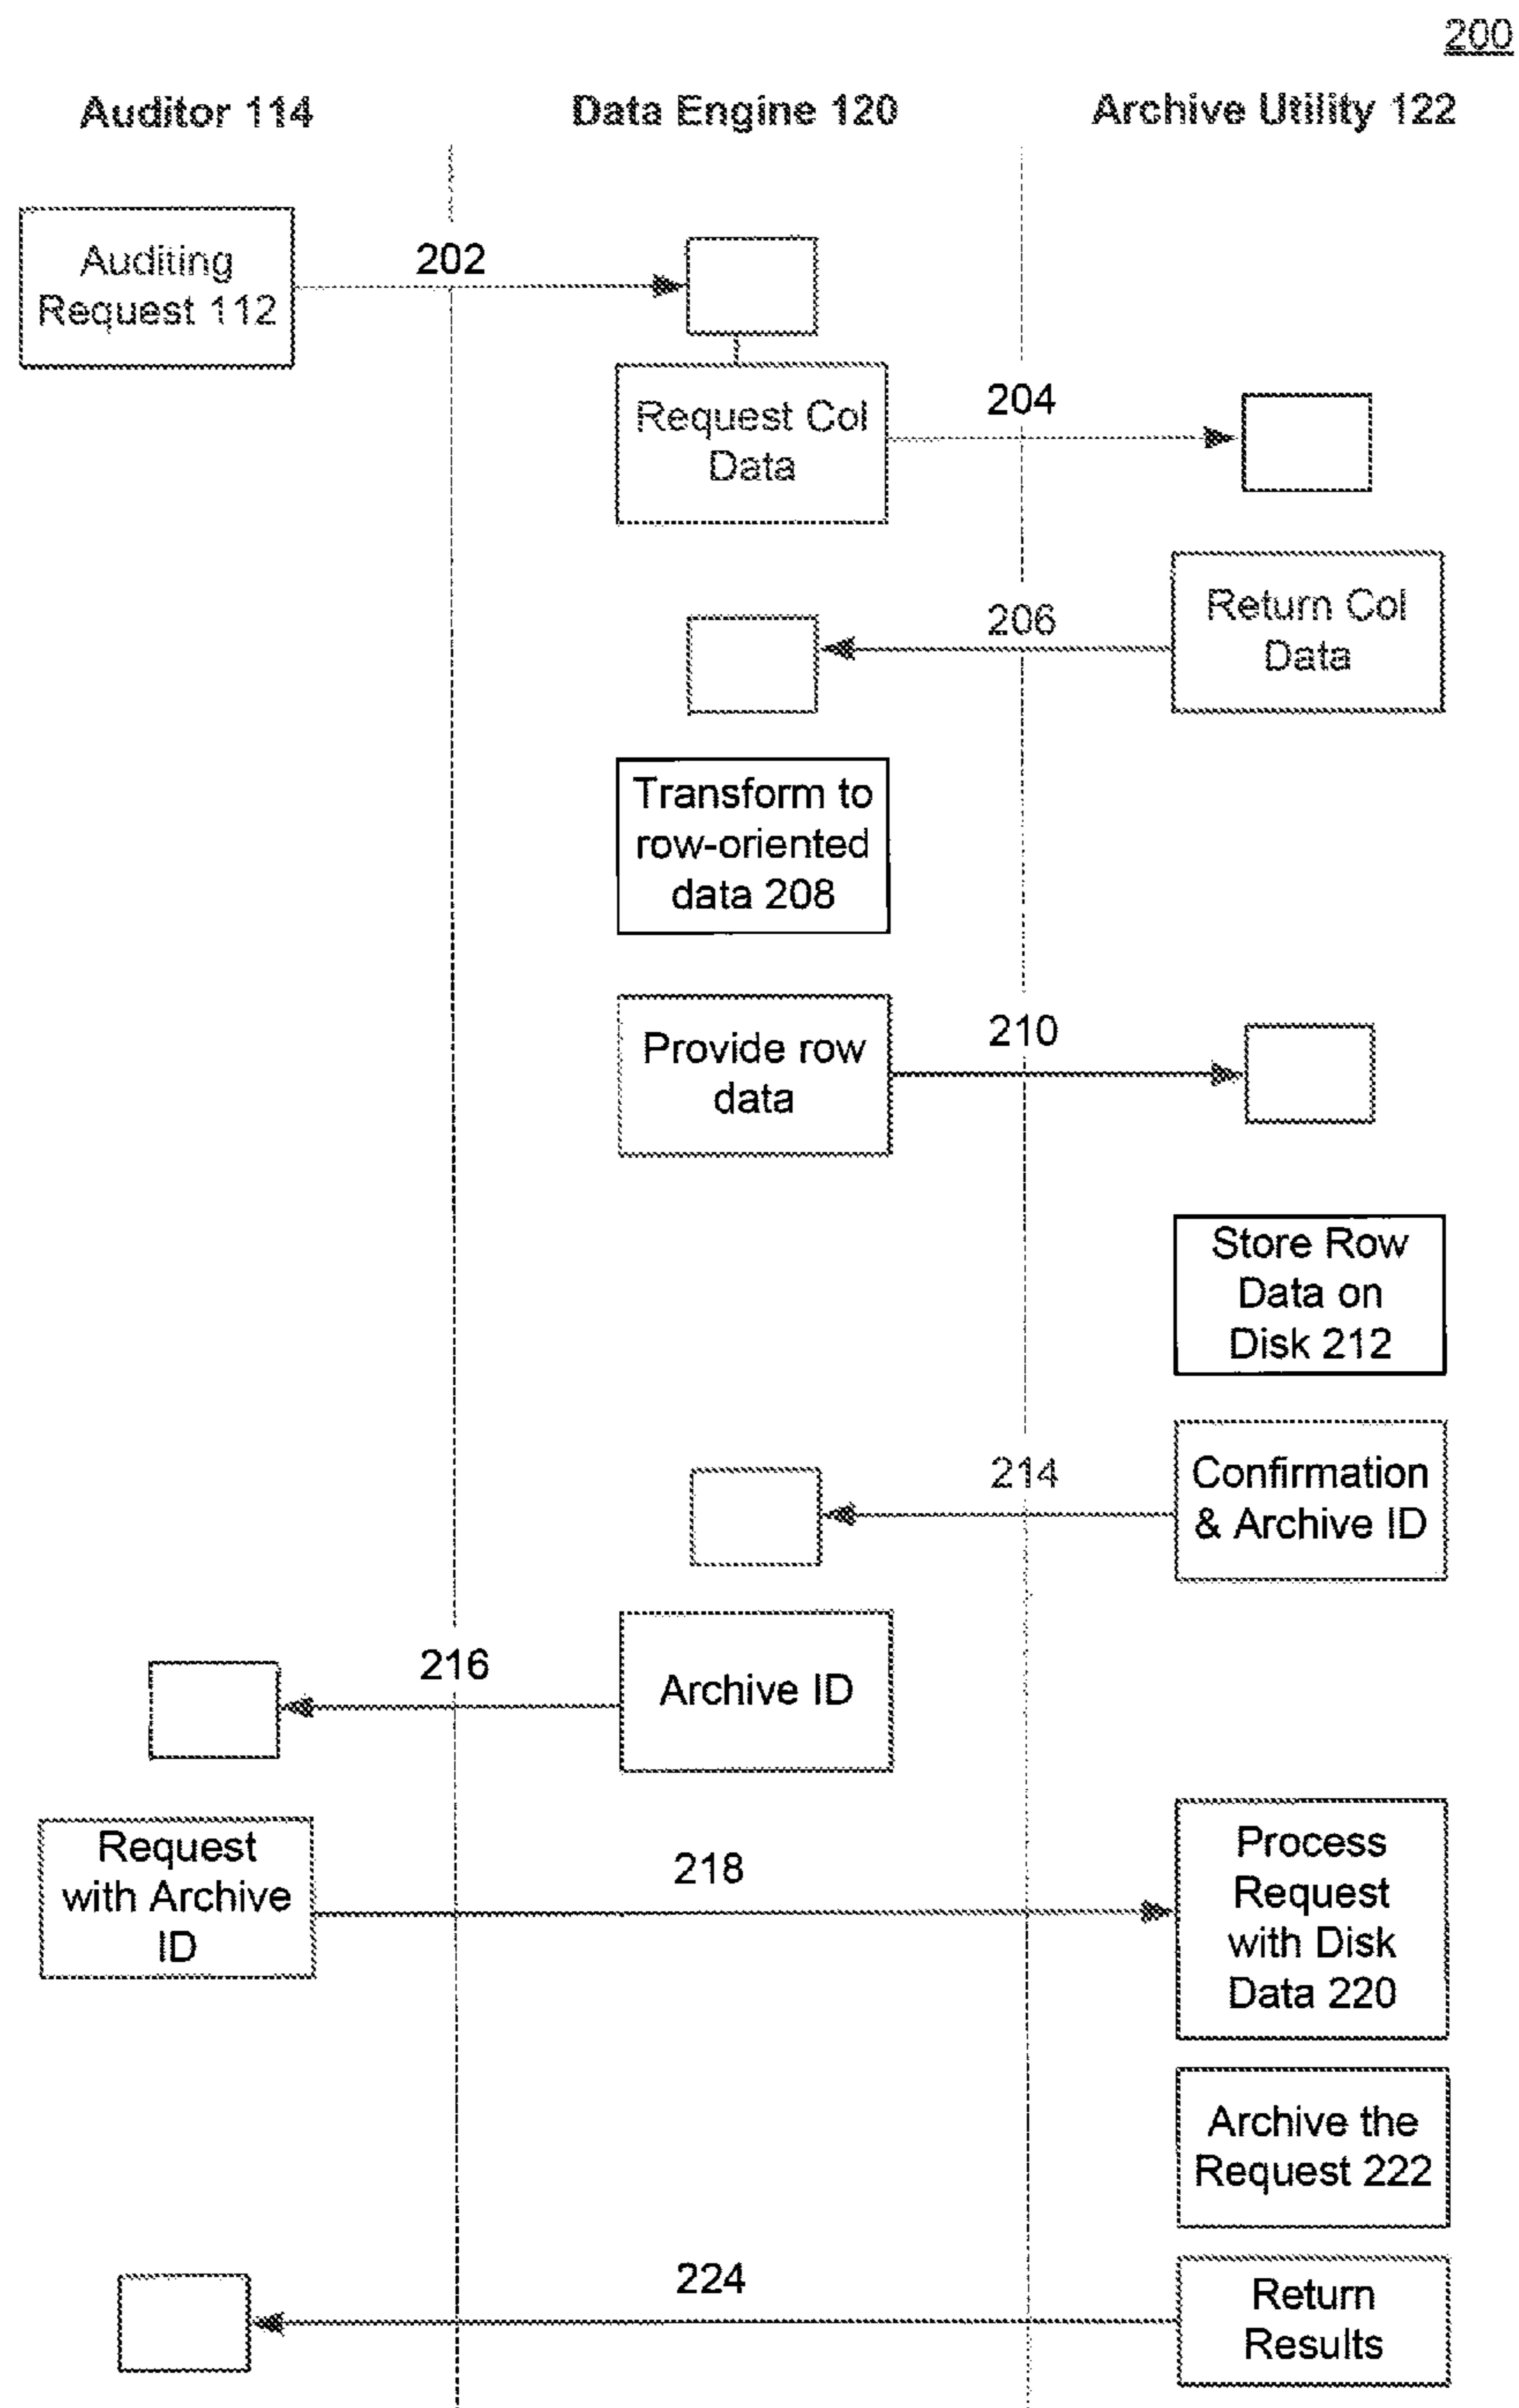 200
Auditor 114
Data Engine 120
Archive Utility 122
Auditing
Request 112
202
Request Col
Data
204
Return Col
Data
206
Transform to
row-oriented
data 208
Provide row
data
210
Store Row
Data on
Disk 212
Confirmation
& Archive ID
214
Archive ID
216
Request
with Archive
ID
218
Process
Request
with Disk
Data 220
Archive the
Request 222
Return
Results
224